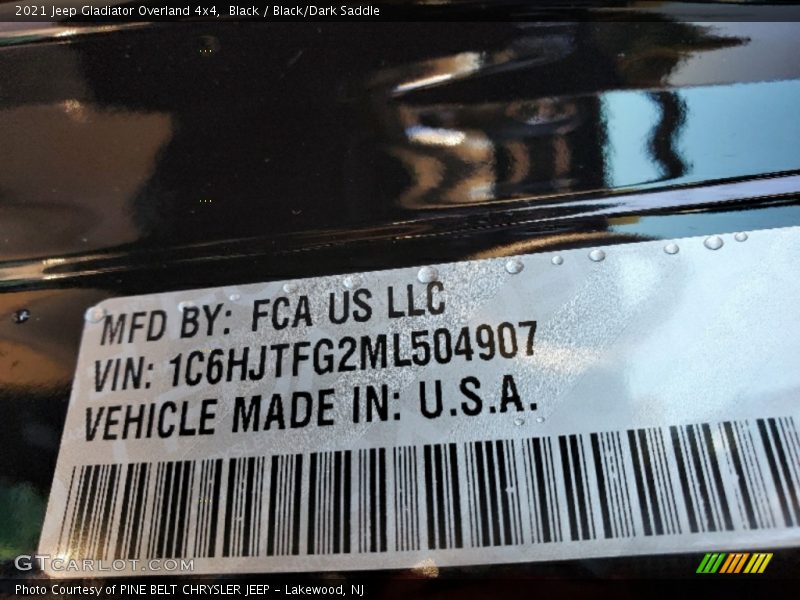 2021 Jeep Gladiator Overland 4x4,  Black / Black/Dark Saddle
MFD BY: FCA US LLC
VIN: 1C6HJTFG2ML504907
VEHICLE MADE IN: U.S.A.
GTCARLOT.COM
Photo Courtesy of PINE BELT CHRYSLER JEEP - Lakewood, NJ